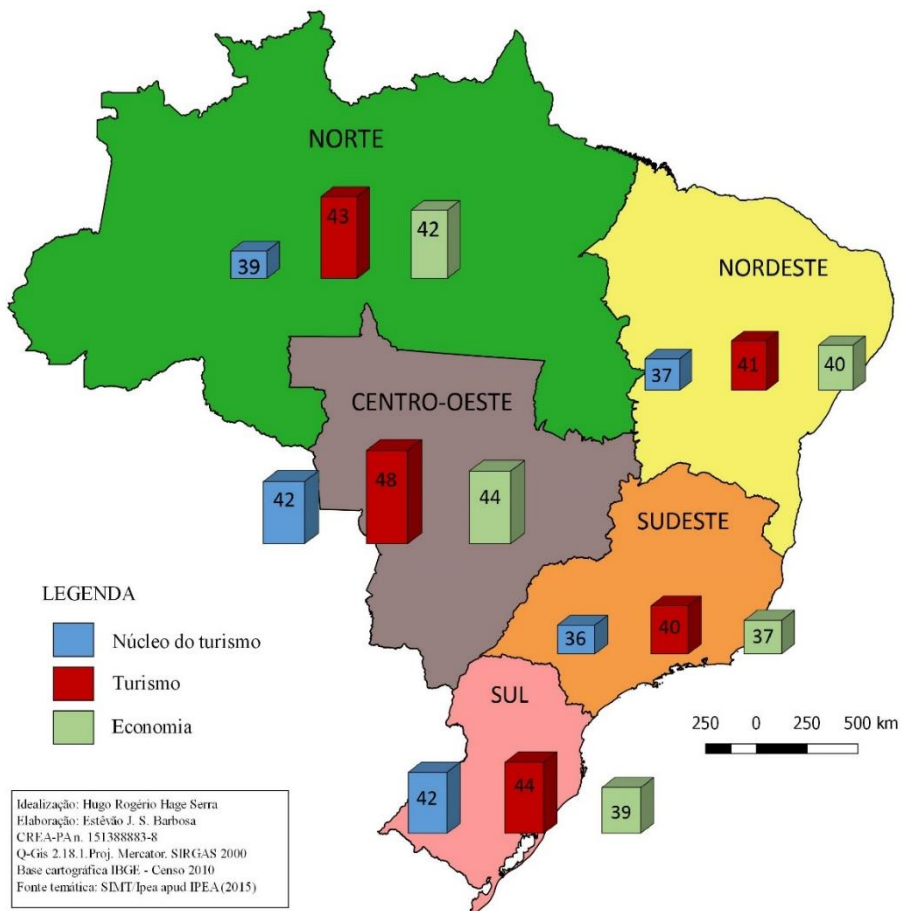 NORTE
39
43
42
NORDESTE
37
41
40
CENTRO-OESTE
42
48
44
SUDESTE
36
40
37
SUL
42
44
39
LEGENDA
Núcleo do turismo
Turismo
Economia
250 0 250 500 km
Idealização: Hugo Rogério Hage Serra
Elaboração: Estêvão J. S. Barbosa
CREA-PA n. 151388883-8
Q-Gis 2.18.1.Proj. Mercator. SIRGAS 2000
Base cartográfica IBGE - Censo 2010
Fonte temática: SIMT/Ipea apud IPEA (2015)